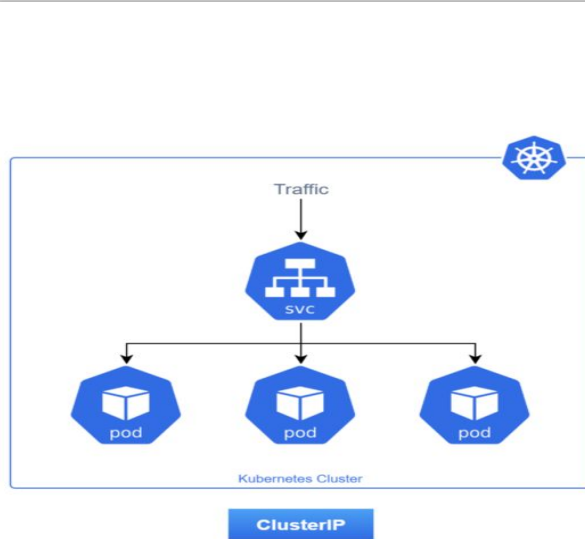 Traffic
svc
pod
pod
pod
Kubernetes Cluster
ClusterIP